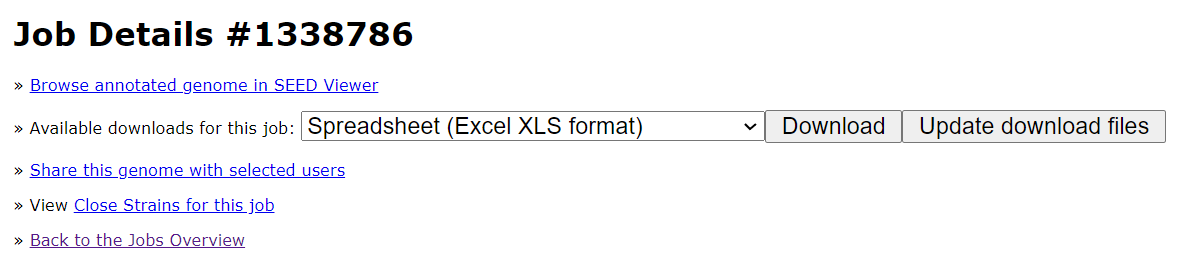 Job Details #1338786
» Browse annotated genome in SEED Viewer
» Available downloads for this job: Spreadsheet (Excel XLS format) Download Update download files
» Share this genome with selected users
» View Close Strains for this job
» Back to the Jobs Overview